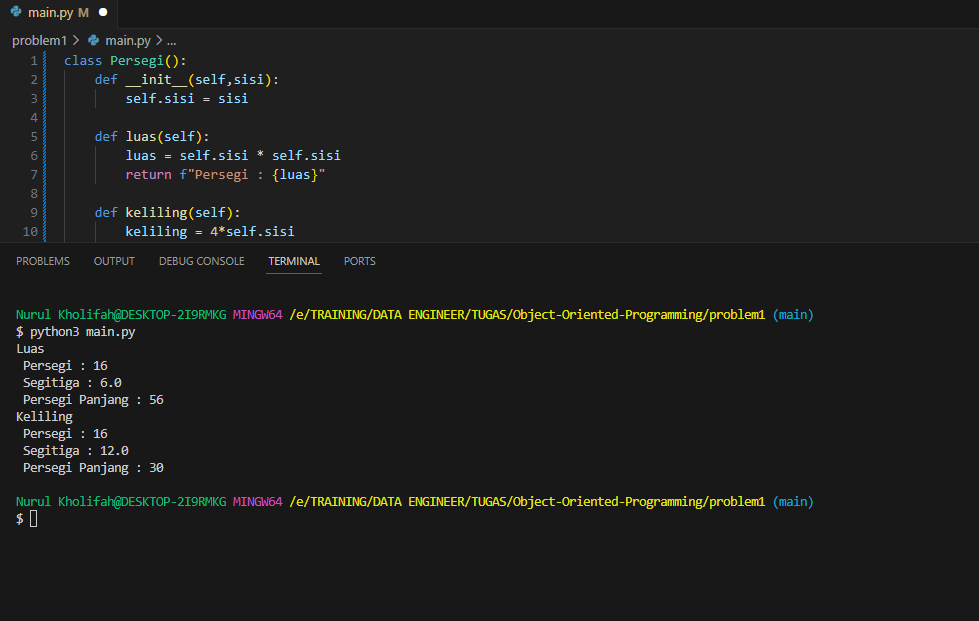 main.py M
problem1 > main.py > ...
1 class Persegi():
2     def __init__(self,sisi):
3         self.sisi = sisi
4
5     def luas(self):
6         luas = self.sisi * self.sisi
7         return f"Persegi : {luas}"
8
9     def keliling(self):
10         keliling = 4*self.sisi
PROBLEMS OUTPUT DEBUG CONSOLE TERMINAL PORTS
Nurul Kholifah@DESKTOP-2I9RMKG MINGW64 /e/TRAINING/DATA ENGINEER/TUGAS/Object-Oriented-Programming/problem1 (main)
$ python3 main.py
Luas
 Persegi : 16
 Segitiga : 6.0
 Persegi Panjang : 56
Keliling
 Persegi : 16
 Segitiga : 12.0
 Persegi Panjang : 30
Nurul Kholifah@DESKTOP-2I9RMKG MINGW64 /e/TRAINING/DATA ENGINEER/TUGAS/Object-Oriented-Programming/problem1 (main)
$